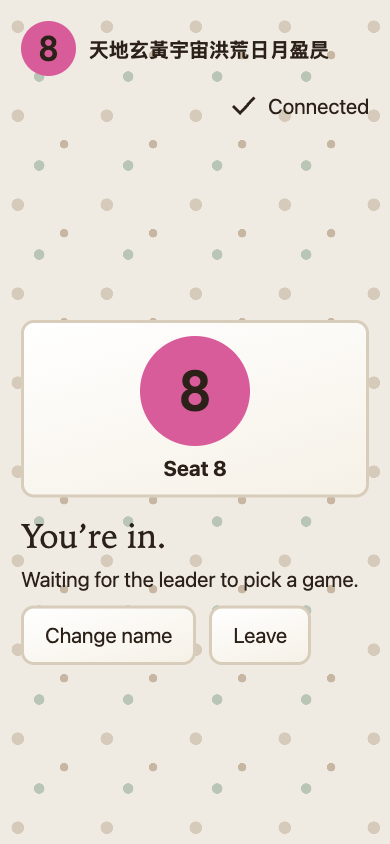 8 天地玄黃宇宙洪荒日月盈昃
Connected
8
Seat 8
You’re in.
Waiting for the leader to pick a game.
Change name Leave